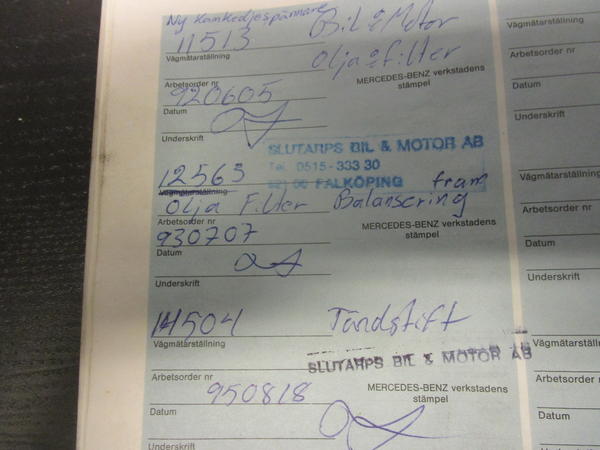 Ny Kamkedjespännare
11513 Bil & Motor
Vägmätarställning
Olja & filter
Arbetsorder nr
MERCEDES-BENZ verkstadens
stämpel
920605
Datum
Underskrift
SLUTARPS BIL & MOTOR AB
Tel. 0515-333 30
FALKÖPING
12563
Vägmätarställning
fram
Olja Filter Balansering
Arbetsorder nr
MERCEDES-BENZ verkstadens
stämpel
930707
Datum
Underskrift
14504 Tändstift
Vägmätarställning
SLUTARPS BIL & MOTOR AB
Arbetsorder nr
MERCEDES-BENZ verkstadens
stämpel
950818
Datum
Underskrift
Vägmätarställn
Arbetsorder nr
Datum
Underskrift
Vägmätarställning
Arbetsorder n
Datum
Underskrift
Vägmätarställn
Arbetsorder nr
Datum
Underskrift